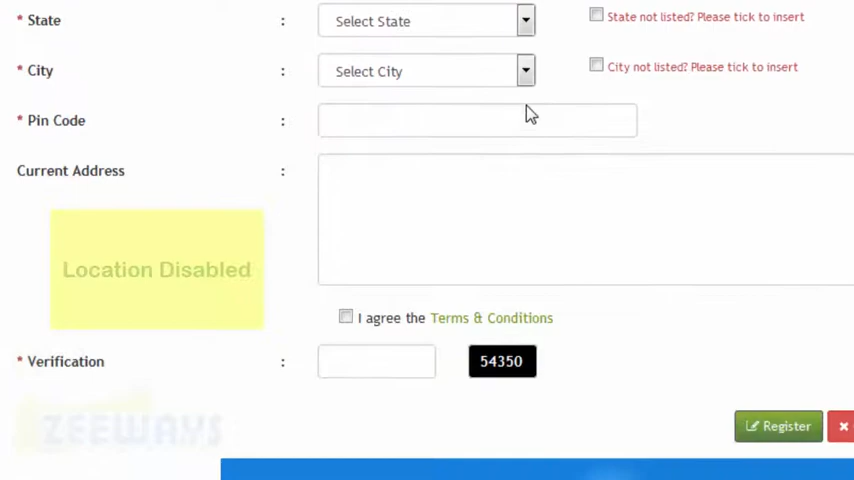 * State : Select State State not listed? Please tick to insert
* City : Select City City not listed? Please tick to insert
* Pin Code :
Current Address :
Location Disabled
I agree the Terms & Conditions
* Verification : 54350
ZEEWAYS
Register